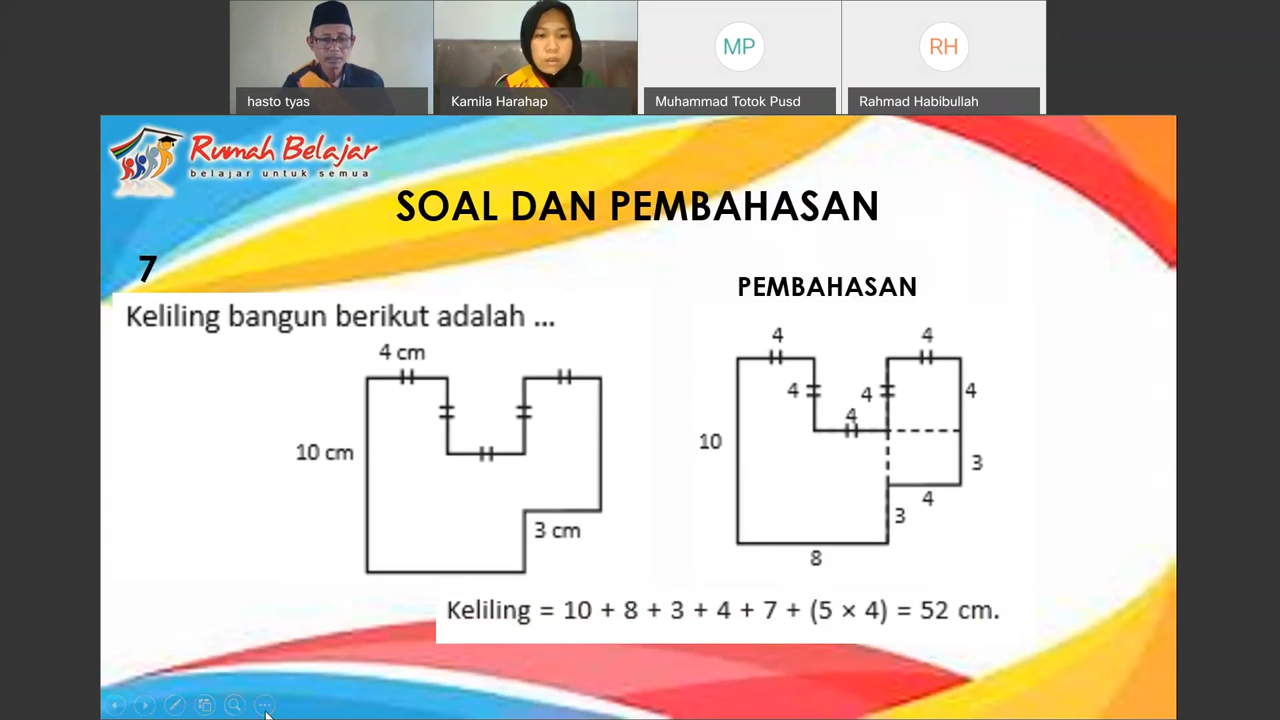 MP
RH
hasto tyas
Kamila Harahap
Muhammad Totok Pusd
Rahmad Habibullah
Rumah Belajar
belajar untuk semua
SOAL DAN PEMBAHASAN
7
Keliling bangun berikut adalah ...
4 cm
10 cm
3 cm
PEMBAHASAN
4
4
4
4
4
4
10
3
4
3
8
Keliling = 10 + 8 + 3 + 4 + 7 + (5 × 4) = 52 cm.